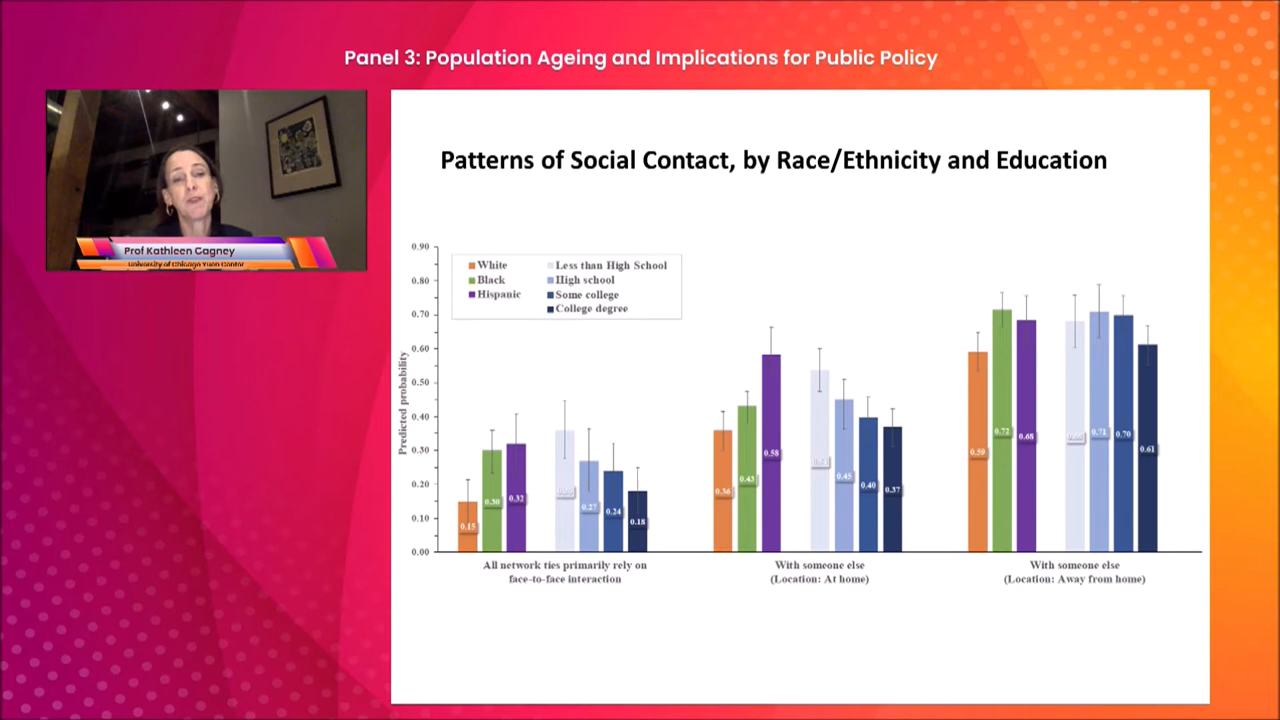 Panel 3: Population Ageing and Implications for Public Policy
Prof Kathleen Cagney
University of Chicago Yuen Center
Patterns of Social Contact, by Race/Ethnicity and Education
0.90
0.80
0.70
0.60
0.50
0.40
0.30
0.20
0.10
0.00
Predicted probability
White
Black
Hispanic
Less than High School
High school
Some college
College degree
0.15
0.30
0.32
0.27
0.24
0.18
0.36
0.43
0.58
0.45
0.40
0.37
0.59
0.72
0.68
0.71
0.70
0.61
All network ties primarily rely on
face-to-face interaction
With someone else
(Location: At home)
With someone else
(Location: Away from home)